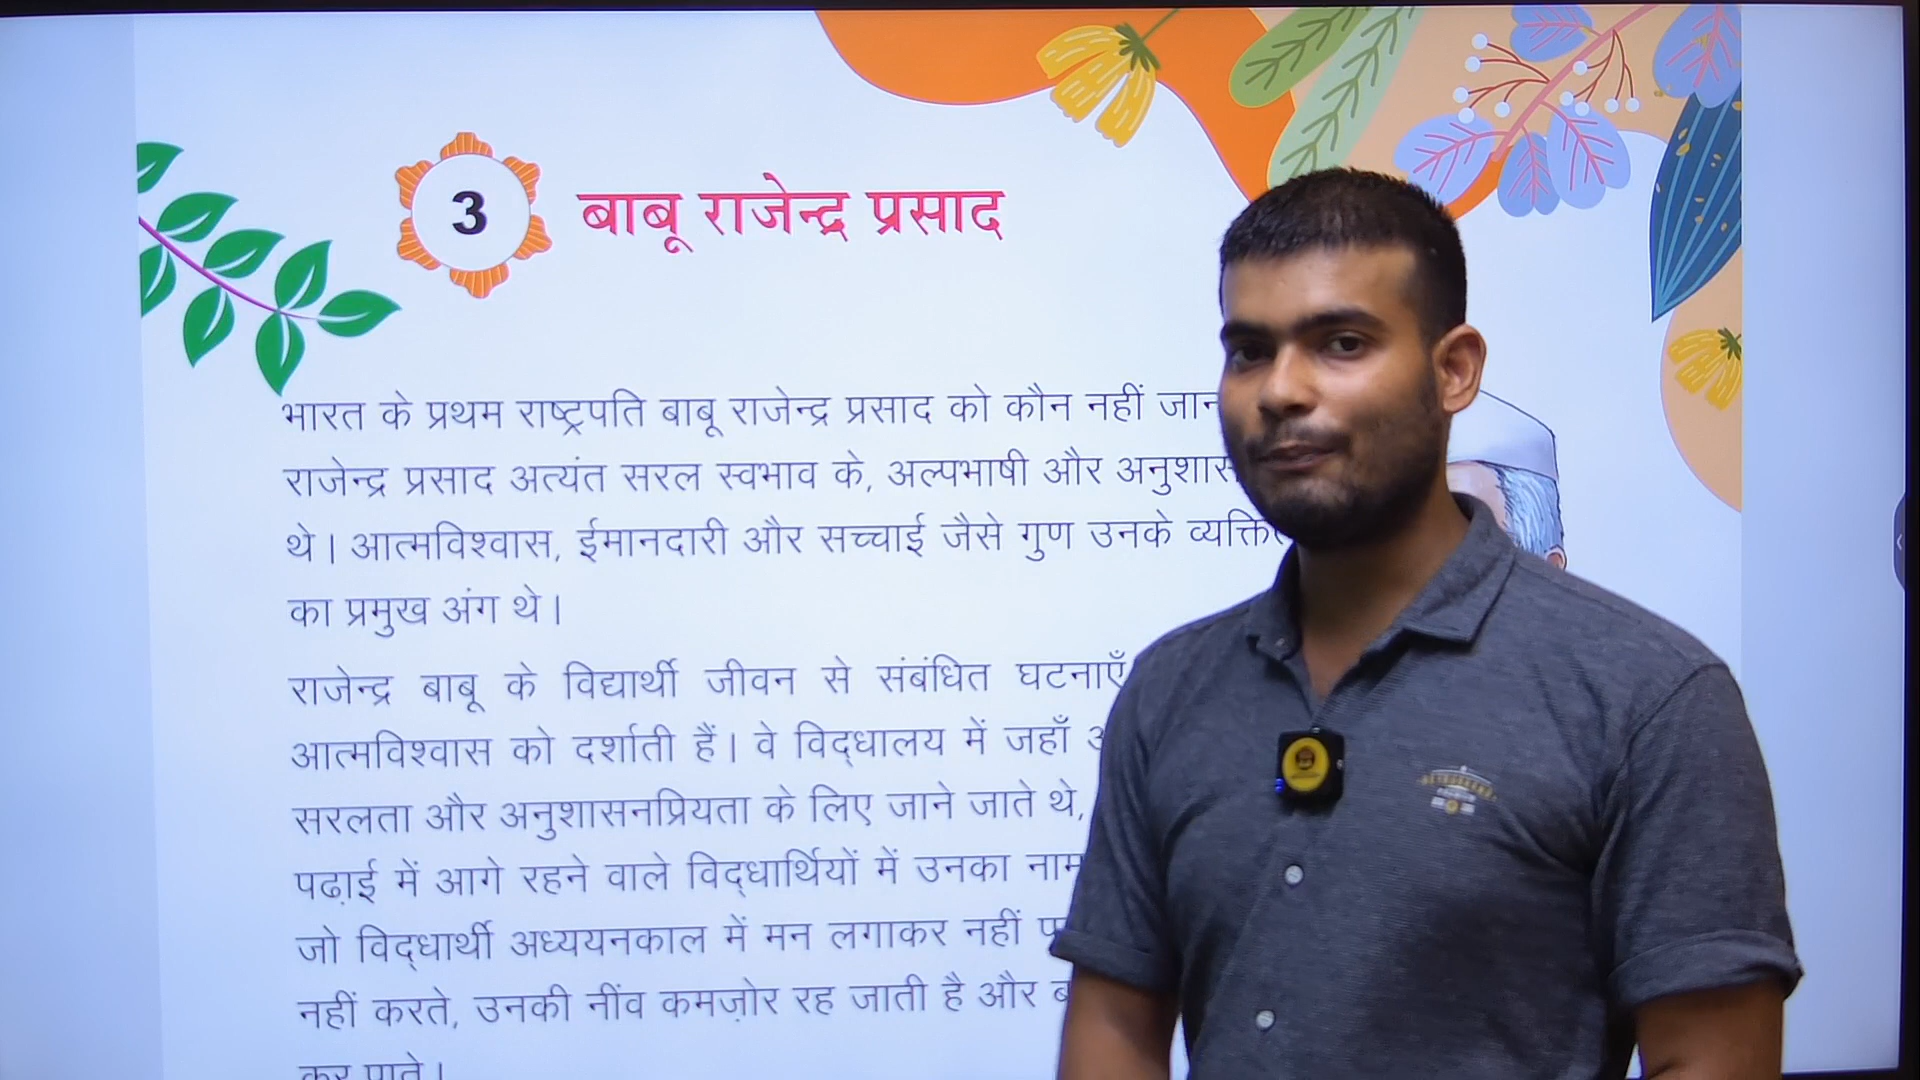 3 बाबू राजेन्द्र प्रसाद
भारत के प्रथम राष्ट्रपति बाबू राजेन्द्र प्रसाद को कौन नहीं
राजेन्द्र प्रसाद अत्यंत सरल स्वभाव के, अल्पभाषी और
थे। आत्मविश्वास, ईमानदारी और सच्चाई जैसे गुण उनके
का प्रमुख अंग थे।
राजेन्द्र बाबू के विद्यार्थी जीवन से संबंधित घटनाएँ
आत्मविश्वास को दर्शाती हैं। वे विद्धालय में जहाँ
सरलता और अनुशासनप्रियता के लिए जाने जाते थे,
पढा़ई में आगे रहने वाले विद्धार्थियों में उनका नाम
जो विद्धार्थी अध्ययनकाल में मन लगाकर नहीं
नहीं करते, उनकी नींव कमज़ोर रह जाती है और
कर पाते।